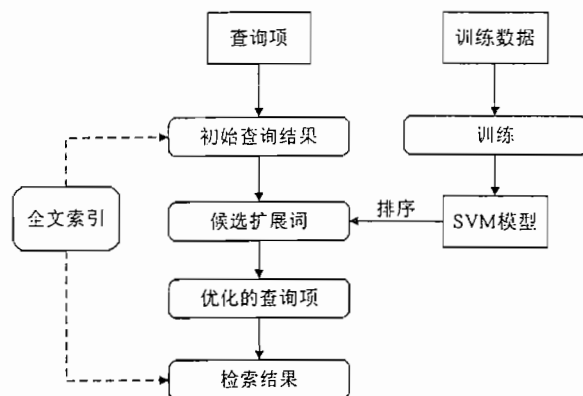 查询项
训练数据
初始查询结果
训练
全文索引
候选扩展词
排序
SVM模型
优化的查询项
检索结果